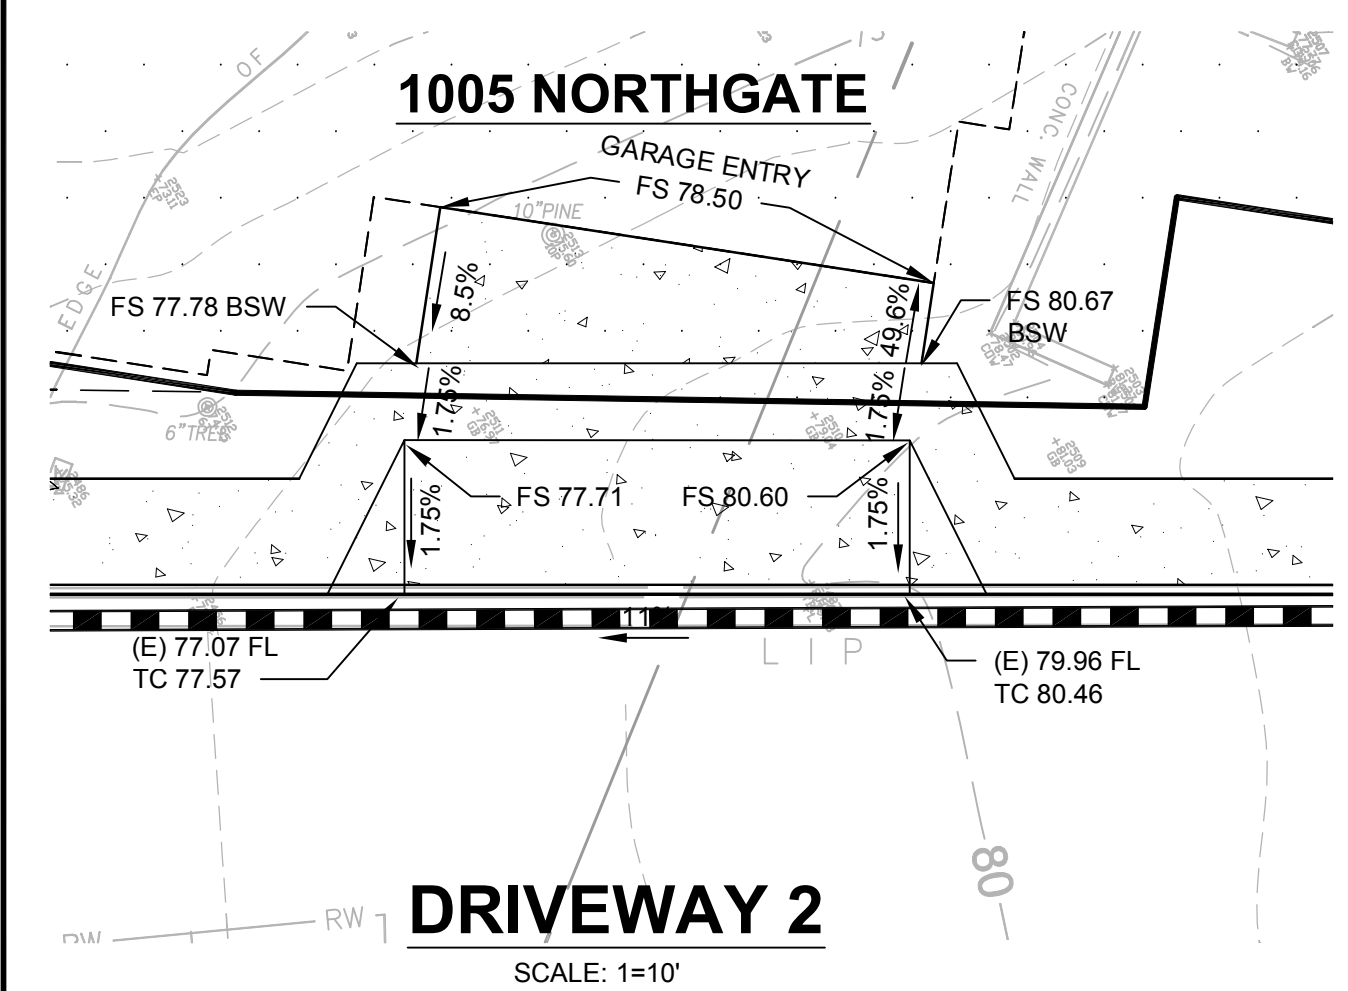 OF
75
1005 NORTHGATE
GARAGE ENTRY
FS 78.50
CONC. WALL
10"PINE
EDGE
FS 77.78 BSW
8.5%
49.6%
FS 80.67
BSW
1.75%
1.75%
6"TREE
FS 77.71
FS 80.60
1.75%
1.75%
11%
(E) 77.07 FL
TC 77.57
LIP
(E) 79.96 FL
TC 80.46
80
RW
RW
DRIVEWAY 2
SCALE: 1=10'